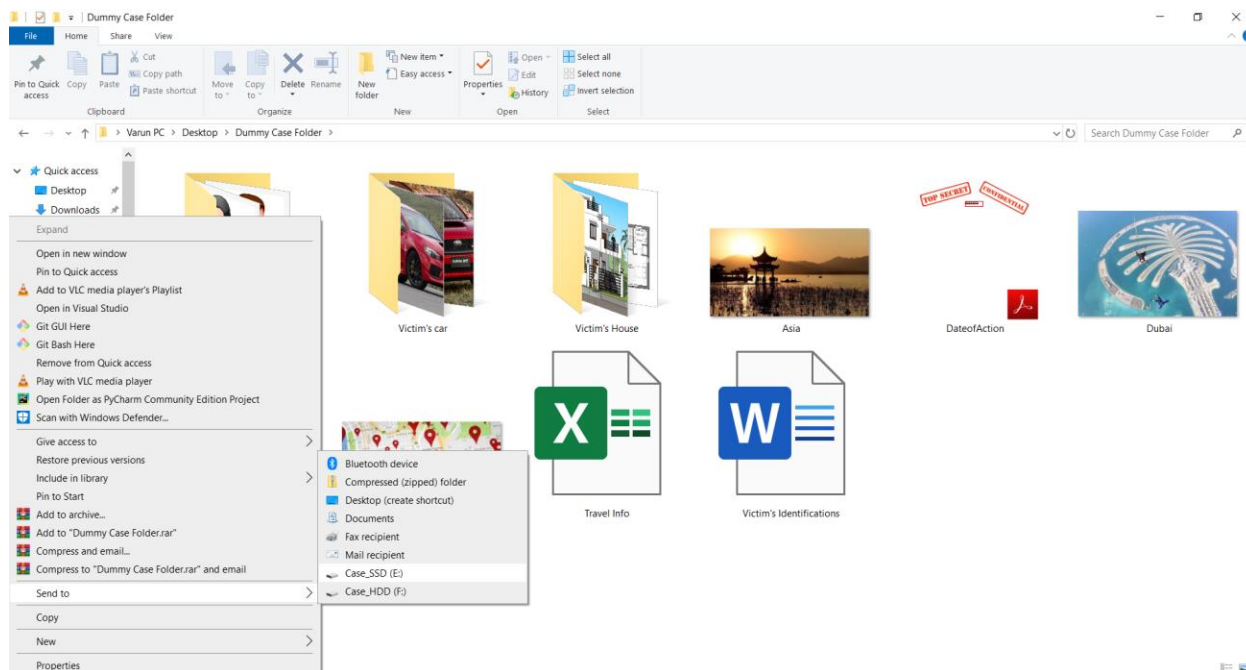 Dummy Case Folder
File Home Share View
Pin to Quick access
Copy
Paste
Cut
Copy path
Paste shortcut
Clipboard
Move to
Copy to
Delete
Rename
Organize
New folder
New item
Easy access
New
Properties
Open
Edit
History
Open
Select all
Select none
Invert selection
Select
> Varun PC > Desktop > Dummy Case Folder >
Search Dummy Case Folder
Quick access
Desktop
Downloads
TOP SECRET
CONFIDENTIAL
Victim's car
Victim's House
Asia
DateofAction
Dubai
Travel Info
Victim's Identifications
X
W
Expand
Open in new window
Pin to Quick access
Add to VLC media player's Playlist
Open in Visual Studio
Git GUI Here
Git Bash Here
Remove from Quick access
Play with VLC media player
Open Folder as PyCharm Community Edition Project
Scan with Windows Defender...
Give access to
Restore previous versions
Include in library
Pin to Start
Add to archive...
Add to "Dummy Case Folder.rar"
Compress and email...
Compress to "Dummy Case Folder.rar" and email
Send to
Copy
New
Properties
Bluetooth device
Compressed (zipped) folder
Desktop (create shortcut)
Documents
Fax recipient
Mail recipient
Case_SSD (E:)
Case_HDD (F:)